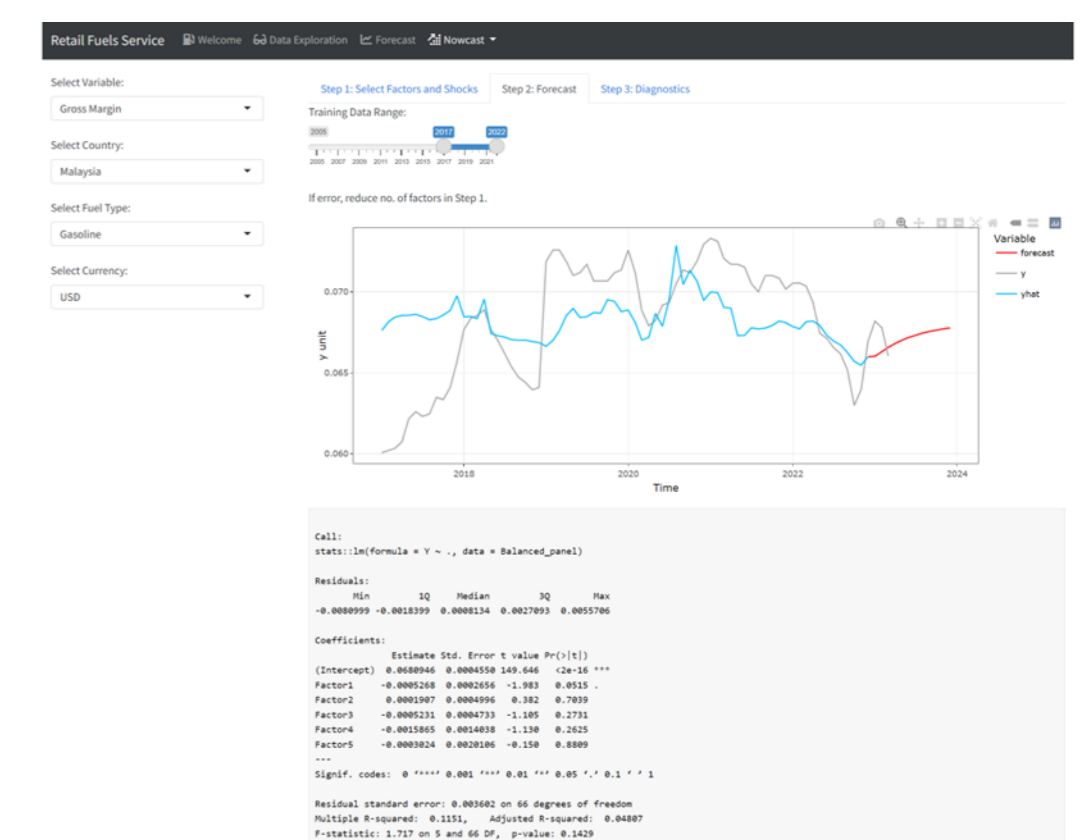 Retail Fuels Service Welcome Data Exploration Forecast Nowcast
Select Variable:
Gross Margin
Select Country:
Malaysia
Select Fuel Type:
Gasoline
Select Currency:
USD
Step 1: Select Factors and Shocks Step 2: Forecast Step 3: Diagnostics
Training Data Range:
2005 2017 2022
2005 2007 2009 2011 2013 2015 2017 2019 2021
If error, reduce no. of factors in Step 1.
Variable
forecast
y
yhat
y unit
0.070
0.065
0.060
2018 2020 2022 2024
Time
Call:
stats::lm(formula = Y ~ ., data = Balanced_panel)
Residuals:
Min 1Q Median 3Q Max
-0.0080999 -0.0018399 0.0008134 0.0027093 0.0055706
Coefficients:
Estimate Std. Error t value Pr(>|t|)
(Intercept) 0.0680946 0.0004550 149.646 <2e-16 ***
Factor1 -0.0005268 0.0002656 -1.983 0.0515 .
Factor2 0.0001907 0.0004996 0.382 0.7039
Factor3 -0.0005231 0.0004733 -1.105 0.2731
Factor4 -0.0015865 0.0014038 -1.130 0.2625
Factor5 -0.0003024 0.0020106 -0.150 0.8809
---
Signif. codes: 0 ‘***’ 0.001 ‘**’ 0.01 ‘*’ 0.05 ‘.’ 0.1 ‘ ’ 1
Residual standard error: 0.003602 on 66 degrees of freedom
Multiple R-squared: 0.1151, Adjusted R-squared: 0.04807
F-statistic: 1.717 on 5 and 66 DF, p-value: 0.1429